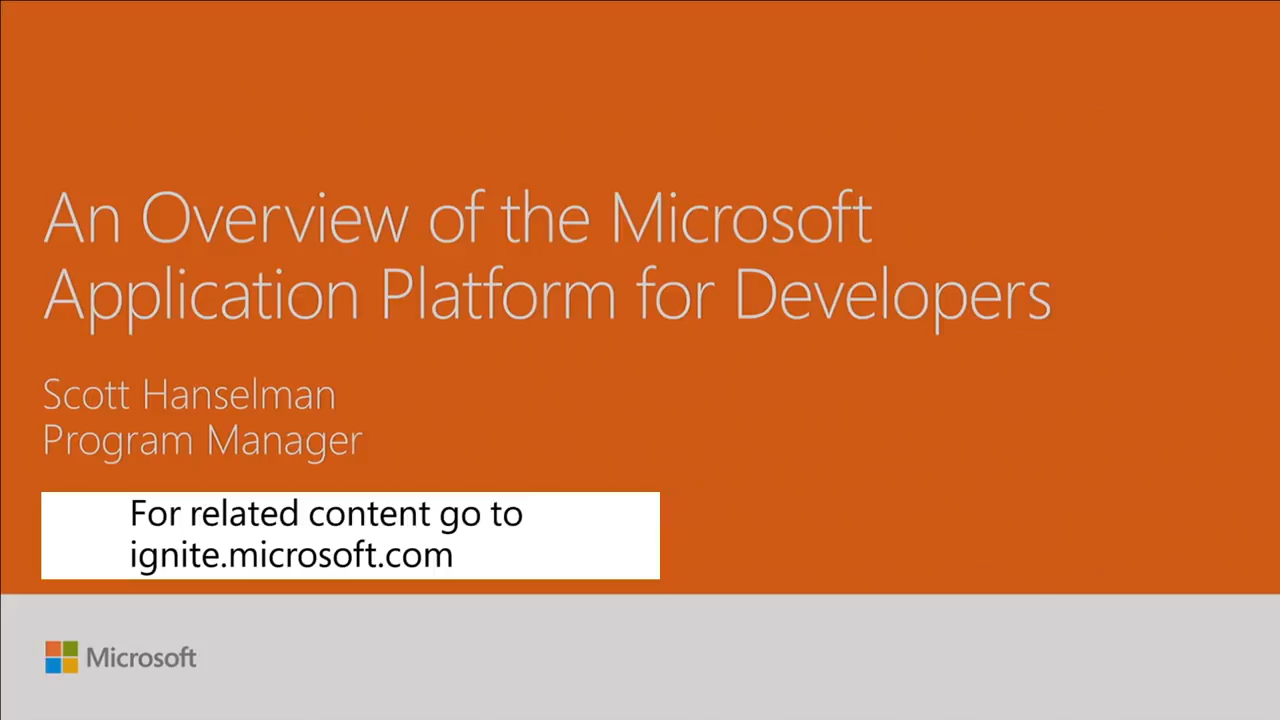 An Overview of the Microsoft
Application Platform for Developers
Scott Hanselman
Program Manager
For related content go to
ignite.microsoft.com
Microsoft